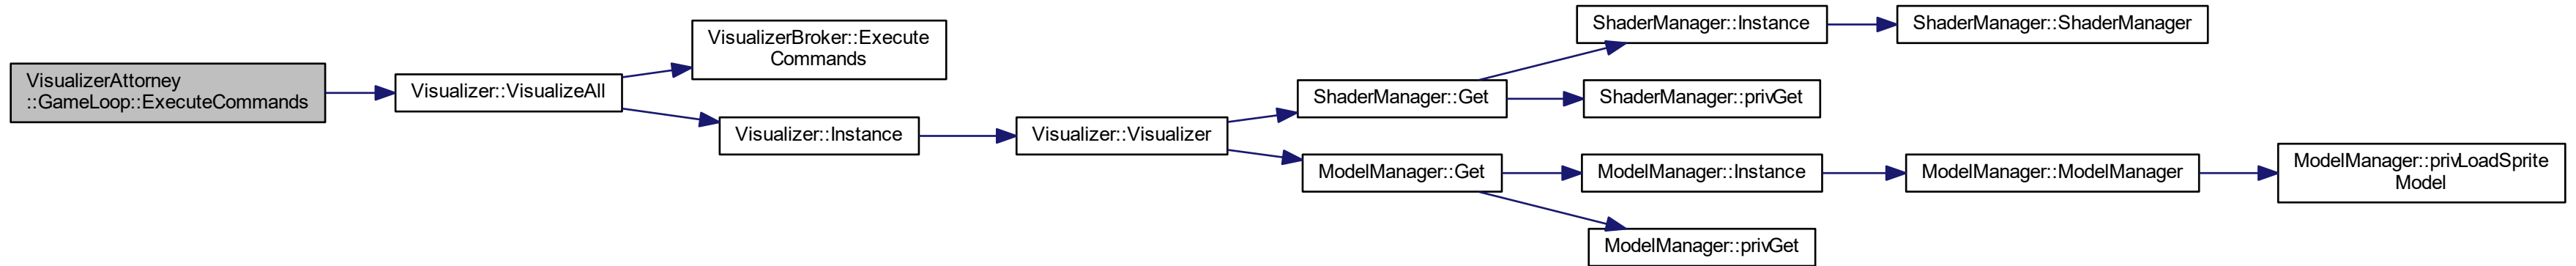 VisualizerAttorney
::GameLoop::ExecuteCommands
Visualizer::VisualizeAll
VisualizerBroker::Execute
Commands
Visualizer::Instance
Visualizer::Visualizer
ShaderManager::Get
ShaderManager::Instance
ShaderManager::ShaderManager
ShaderManager::privGet
ModelManager::Get
ModelManager::Instance
ModelManager::ModelManager
ModelManager::privLoadSprite
Model
ModelManager::privGet